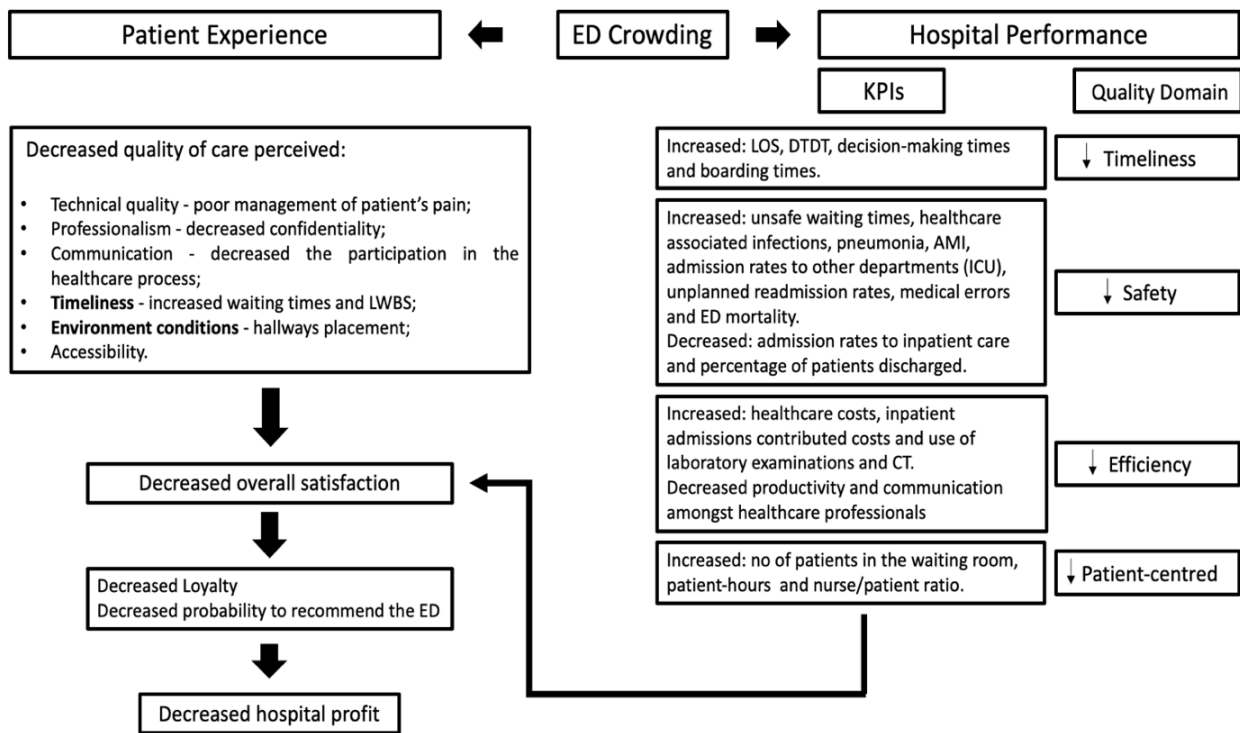 Patient Experience
ED Crowding
Hospital Performance
KPIs
Quality Domain
Decreased quality of care perceived:
• Technical quality - poor management of patient's pain;
• Professionalism - decreased confidentiality;
• Communication - decreased the participation in the
healthcare process;
• Timeliness - increased waiting times and LWBS;
• Environment conditions - hallways placement;
• Accessibility.
Decreased overall satisfaction
Decreased Loyalty
Decreased probability to recommend the ED
Decreased hospital profit
Increased: LOS, DTDT, decision-making times
and boarding times.
↓ Timeliness
Increased: unsafe waiting times, healthcare
associated infections, pneumonia, AMI,
admission rates to other departments (ICU),
unplanned readmission rates, medical errors
and ED mortality.
Decreased: admission rates to inpatient care
and percentage of patients discharged.
↓ Safety
Increased: healthcare costs, inpatient
admissions contributed costs and use of
laboratory examinations and CT.
Decreased productivity and communication
amongst healthcare professionals
↓ Efficiency
Increased: no of patients in the waiting room,
patient-hours and nurse/patient ratio.
↓ Patient-centred